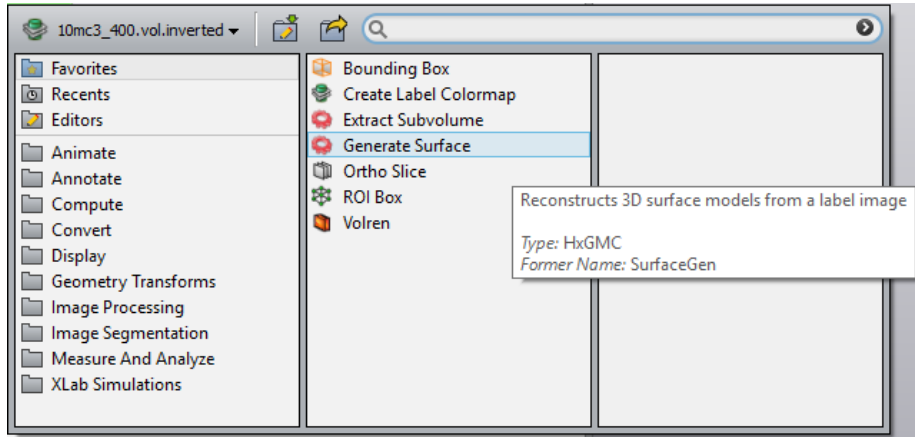 10mc3_400.vol.inverted
Favorites
Recents
Editors
Animate
Annotate
Compute
Convert
Display
Geometry Transforms
Image Processing
Image Segmentation
Measure And Analyze
XLab Simulations
Bounding Box
Create Label Colormap
Extract Subvolume
Generate Surface
Ortho Slice
ROI Box
Volren
Reconstructs 3D surface models from a label image
Type: HxGMC
Former Name: SurfaceGen